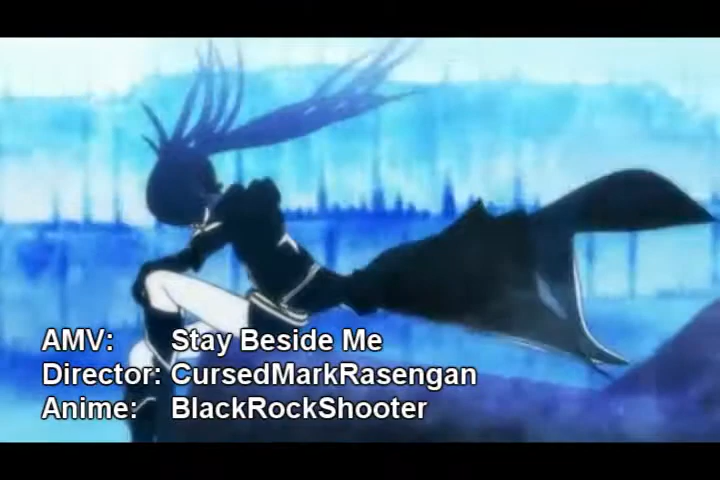 AMV: Stay Beside Me
Director: CursedMarkRasengan
Anime: BlackRockShooter